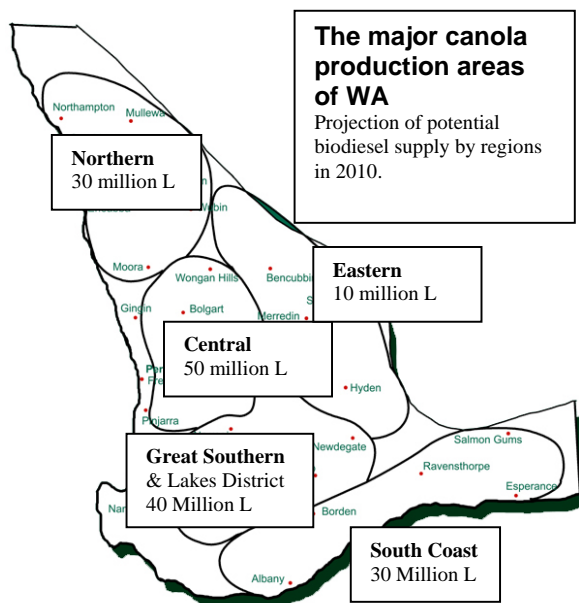 The major canola
production areas
of WA
Projection of potential
biodiesel supply by regions
in 2010.
Northampton
Mullewa
Northern
30 million L
Moora
Wongan Hills
Bencubbin
Eastern
10 million L
Gingin
Bolgart
Merredin
Central
50 million L
Hyden
Pinjarra
Newdegate
Salmon Gums
Great Southern
& Lakes District
40 Million L
Ravensthorpe
Esperance
Borden
South Coast
30 Million L
Albany